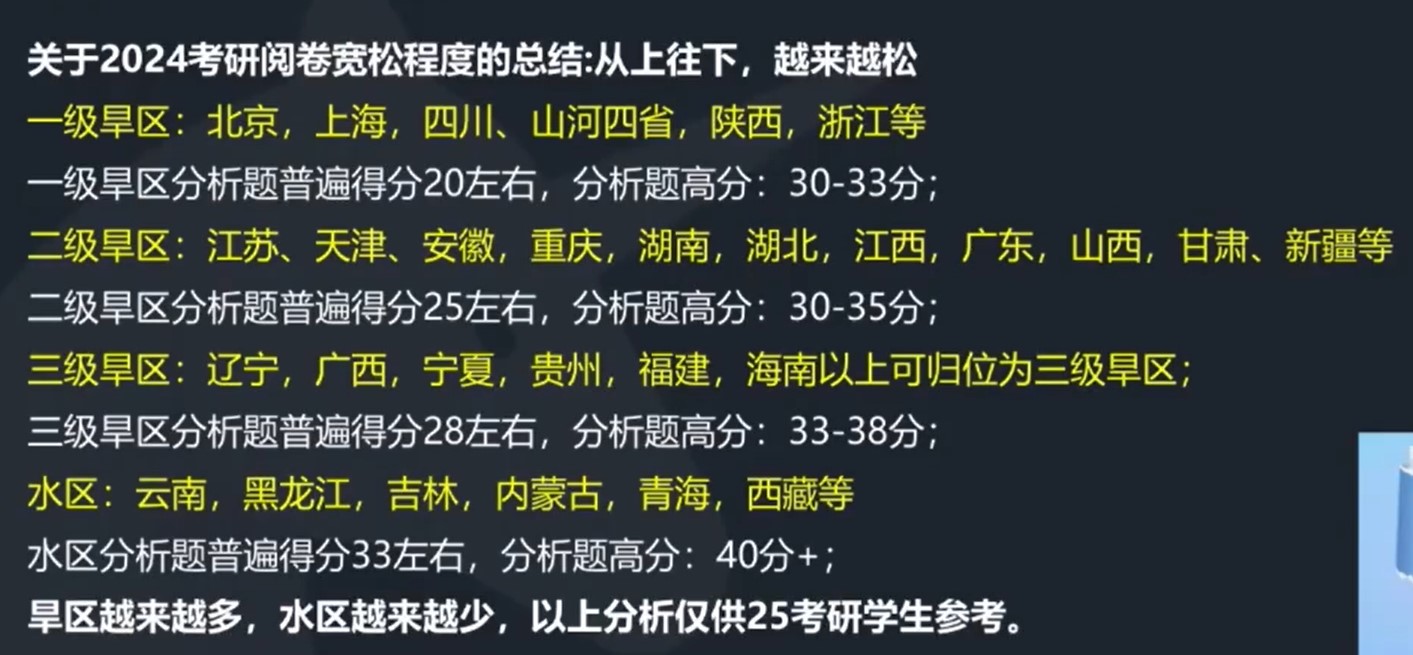 关于2024考研阅卷宽松程度的总结:从上往下，越来越松
一级旱区：北京，上海，四川、山河四省，陕西，浙江等
一级旱区分析题普遍得分20左右，分析题高分：30-33分；
二级旱区：江苏、天津、安徽，重庆，湖南，湖北，江西，广东，山西，甘肃、新疆等
二级旱区分析题普遍得分25左右，分析题高分：30-35分；
三级旱区：辽宁，广西，宁夏，贵州，福建，海南以上可归位为三级旱区；
三级旱区分析题普遍得分28左右，分析题高分：33-38分；
水区：云南，黑龙江，吉林，内蒙古，青海，西藏等
水区分析题普遍得分33左右，分析题高分：40分+；
旱区越来越多，水区越来越少，以上分析仅供25考研学生参考。